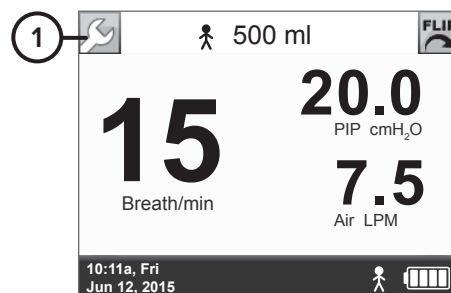 1
500 ml
FLIP
15
Breath/min
20.0
PIP cmH₂O
7.5
Air LPM
10:11a, Fri
Jun 12, 2015